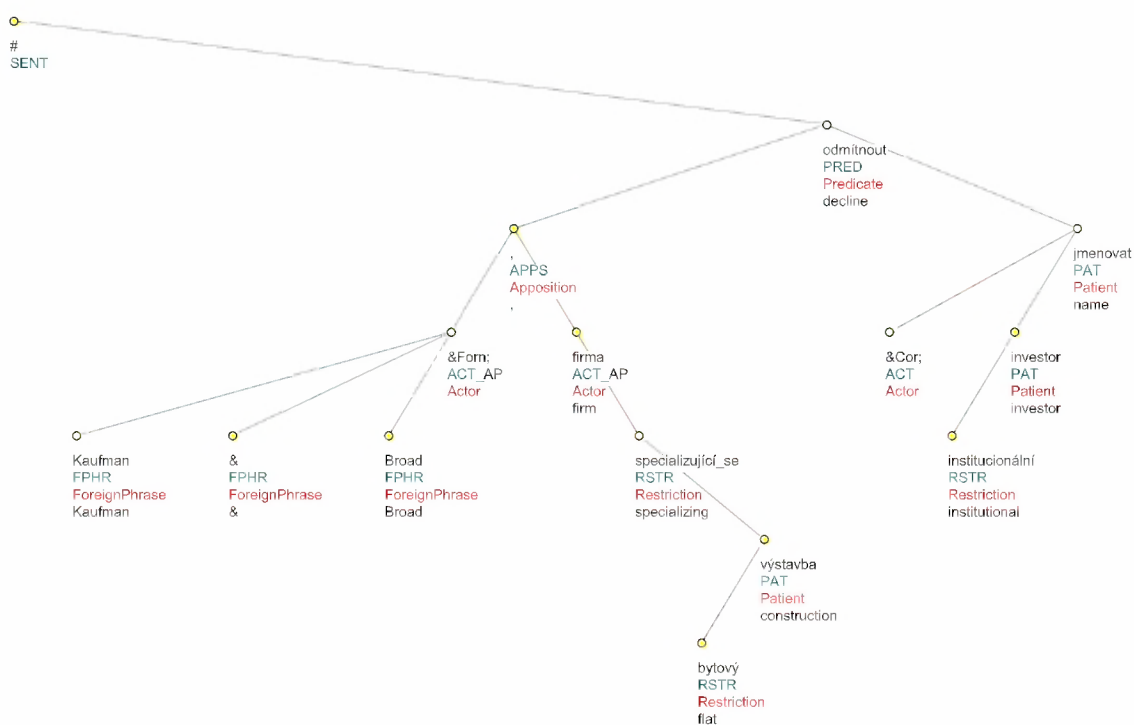 #
SENT
odmítnout
PRED
Predicate
decline
,
APPS
Apposition
,
jmenovat
PAT
Patient
name
&Forn;
ACT_AP
Actor
firma
ACT_AP
Actor
firm
&Cor;
ACT
Actor
investor
PAT
Patient
investor
Kaufman
FPHR
ForeignPhrase
Kaufman
&
FPHR
ForeignPhrase
&
Broad
FPHR
ForeignPhrase
Broad
specializující_se
RSTR
Restriction
specializing
institucionální
RSTR
Restriction
institutional
výstavba
PAT
Patient
construction
bytový
RSTR
Restriction
flat